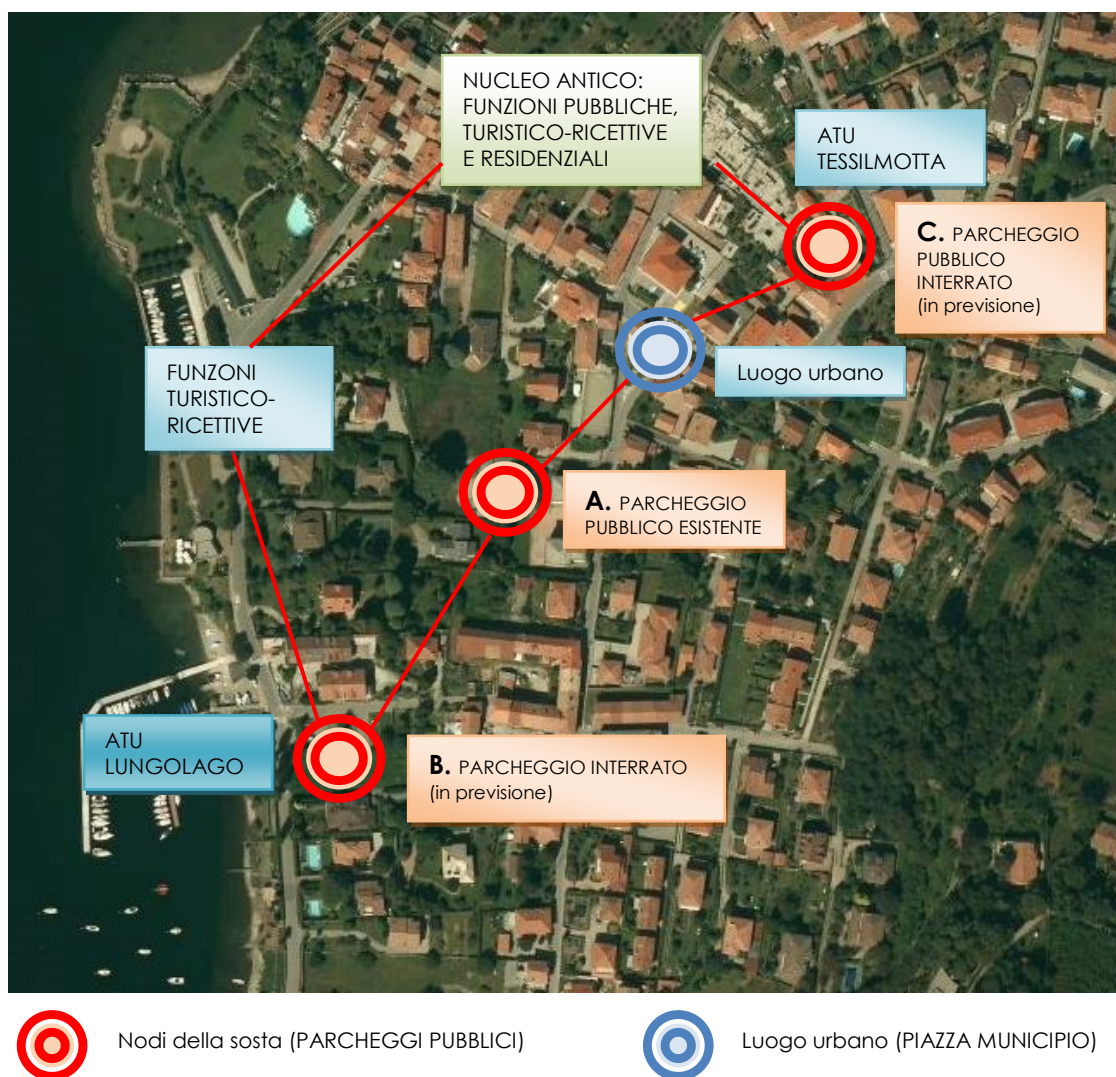 NUCLEO ANTICO:
FUNZIONI PUBBLICHE,
TURISTICO-RICETTIVE
E RESIDENZIALI
ATU
TESSILMOTTA
C. PARCHEGGIO
PUBBLICO
INTERRATO
(in previsione)
FUNZONI
TURISTICO-
RICETTIVE
Luogo urbano
A. PARCHEGGIO
PUBBLICO ESISTENTE
ATU
LUNGOLAGO
B. PARCHEGGIO INTERRATO
(in previsione)
Nodi della sosta (PARCHEGGI PUBBLICI)
Luogo urbano (PIAZZA MUNICIPIO)